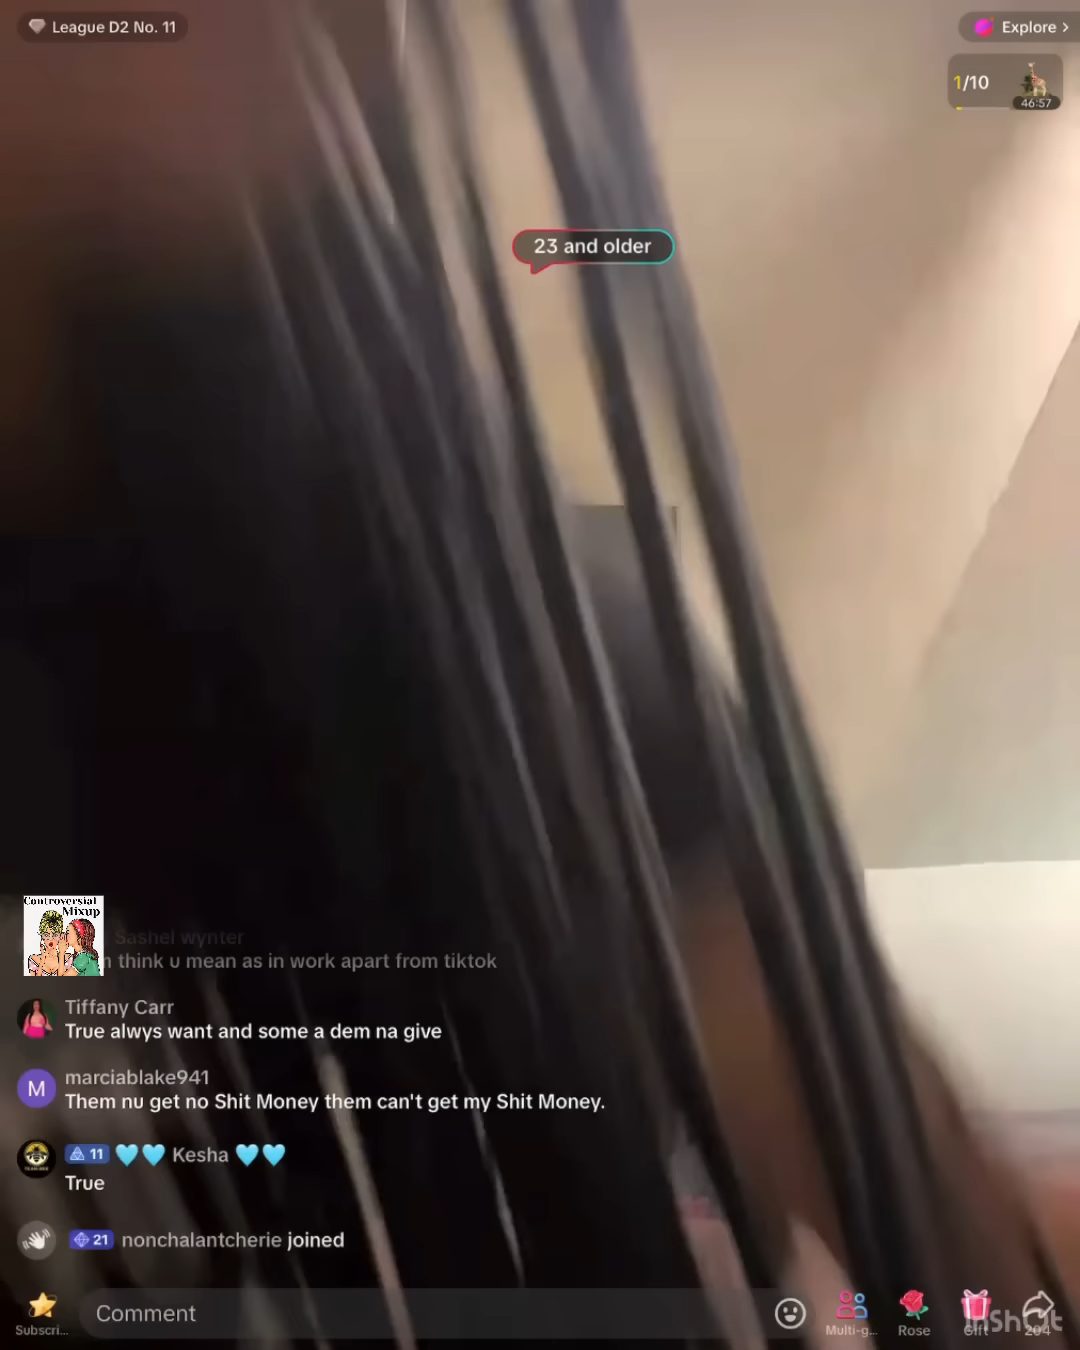 League D2 No. 11
Explore >
1/10
46:57
23 and older
Controversial
Mixup
Sashel wynter
think u mean as in work apart from tiktok
Tiffany Carr
True alwys want and some a dem na give
M
marciablake941
Them nu get no Shit Money them can't get my Shit Money.
11 🩵🩵 Kesha 🩵🩵
True
21 nonchalantcherie joined
Comment
Subscri...
Multi-g...
Rose
Gift
204
InShot